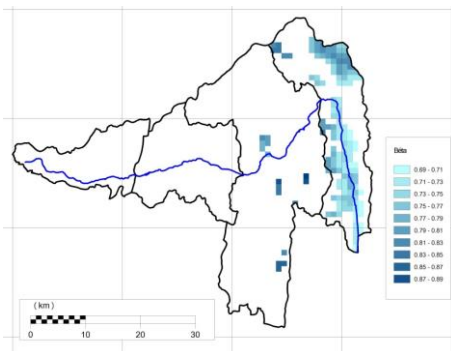 Béta
0.69 - 0.71
0.71 - 0.73
0.73 - 0.75
0.75 - 0.77
0.77 - 0.79
0.79 - 0.81
0.81 - 0.83
0.83 - 0.85
0.85 - 0.87
0.87 - 0.89
( km )
0 10 20 30